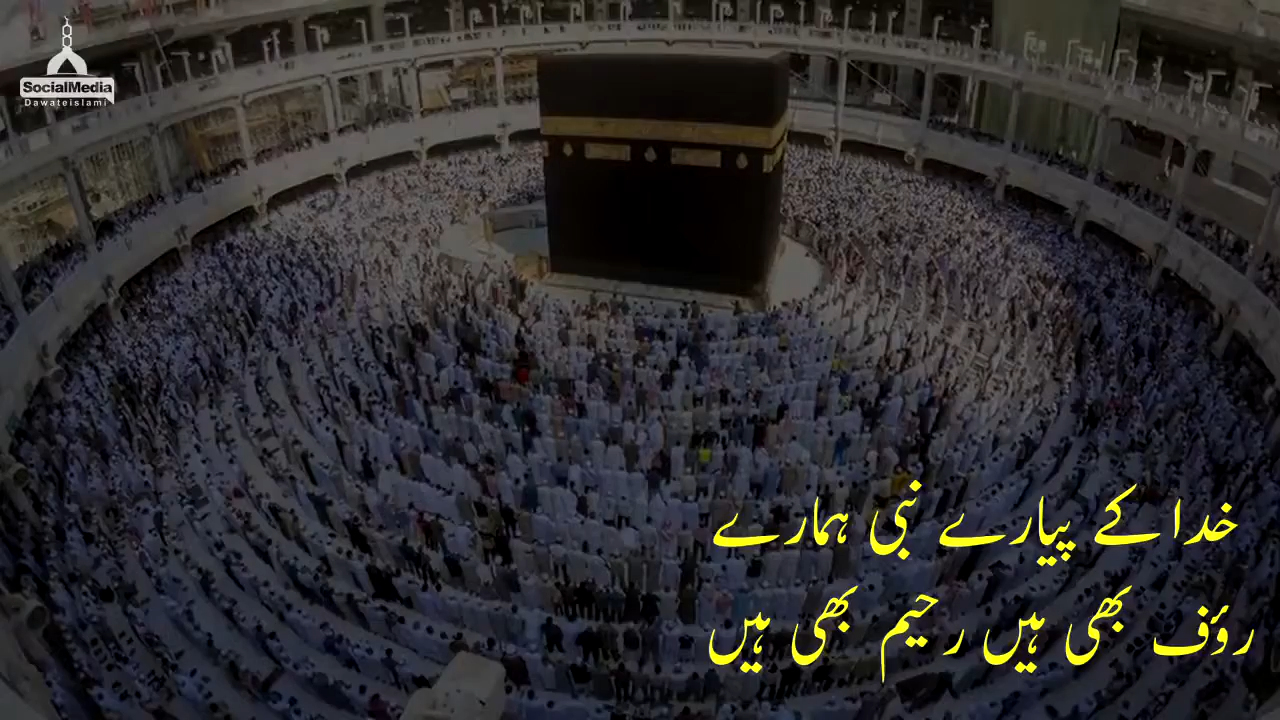 SocialMedia
Dawateislami
خدا کے پیارے نبی ہمارے
رؤف بھی ہیں رحیم بھی ہیں